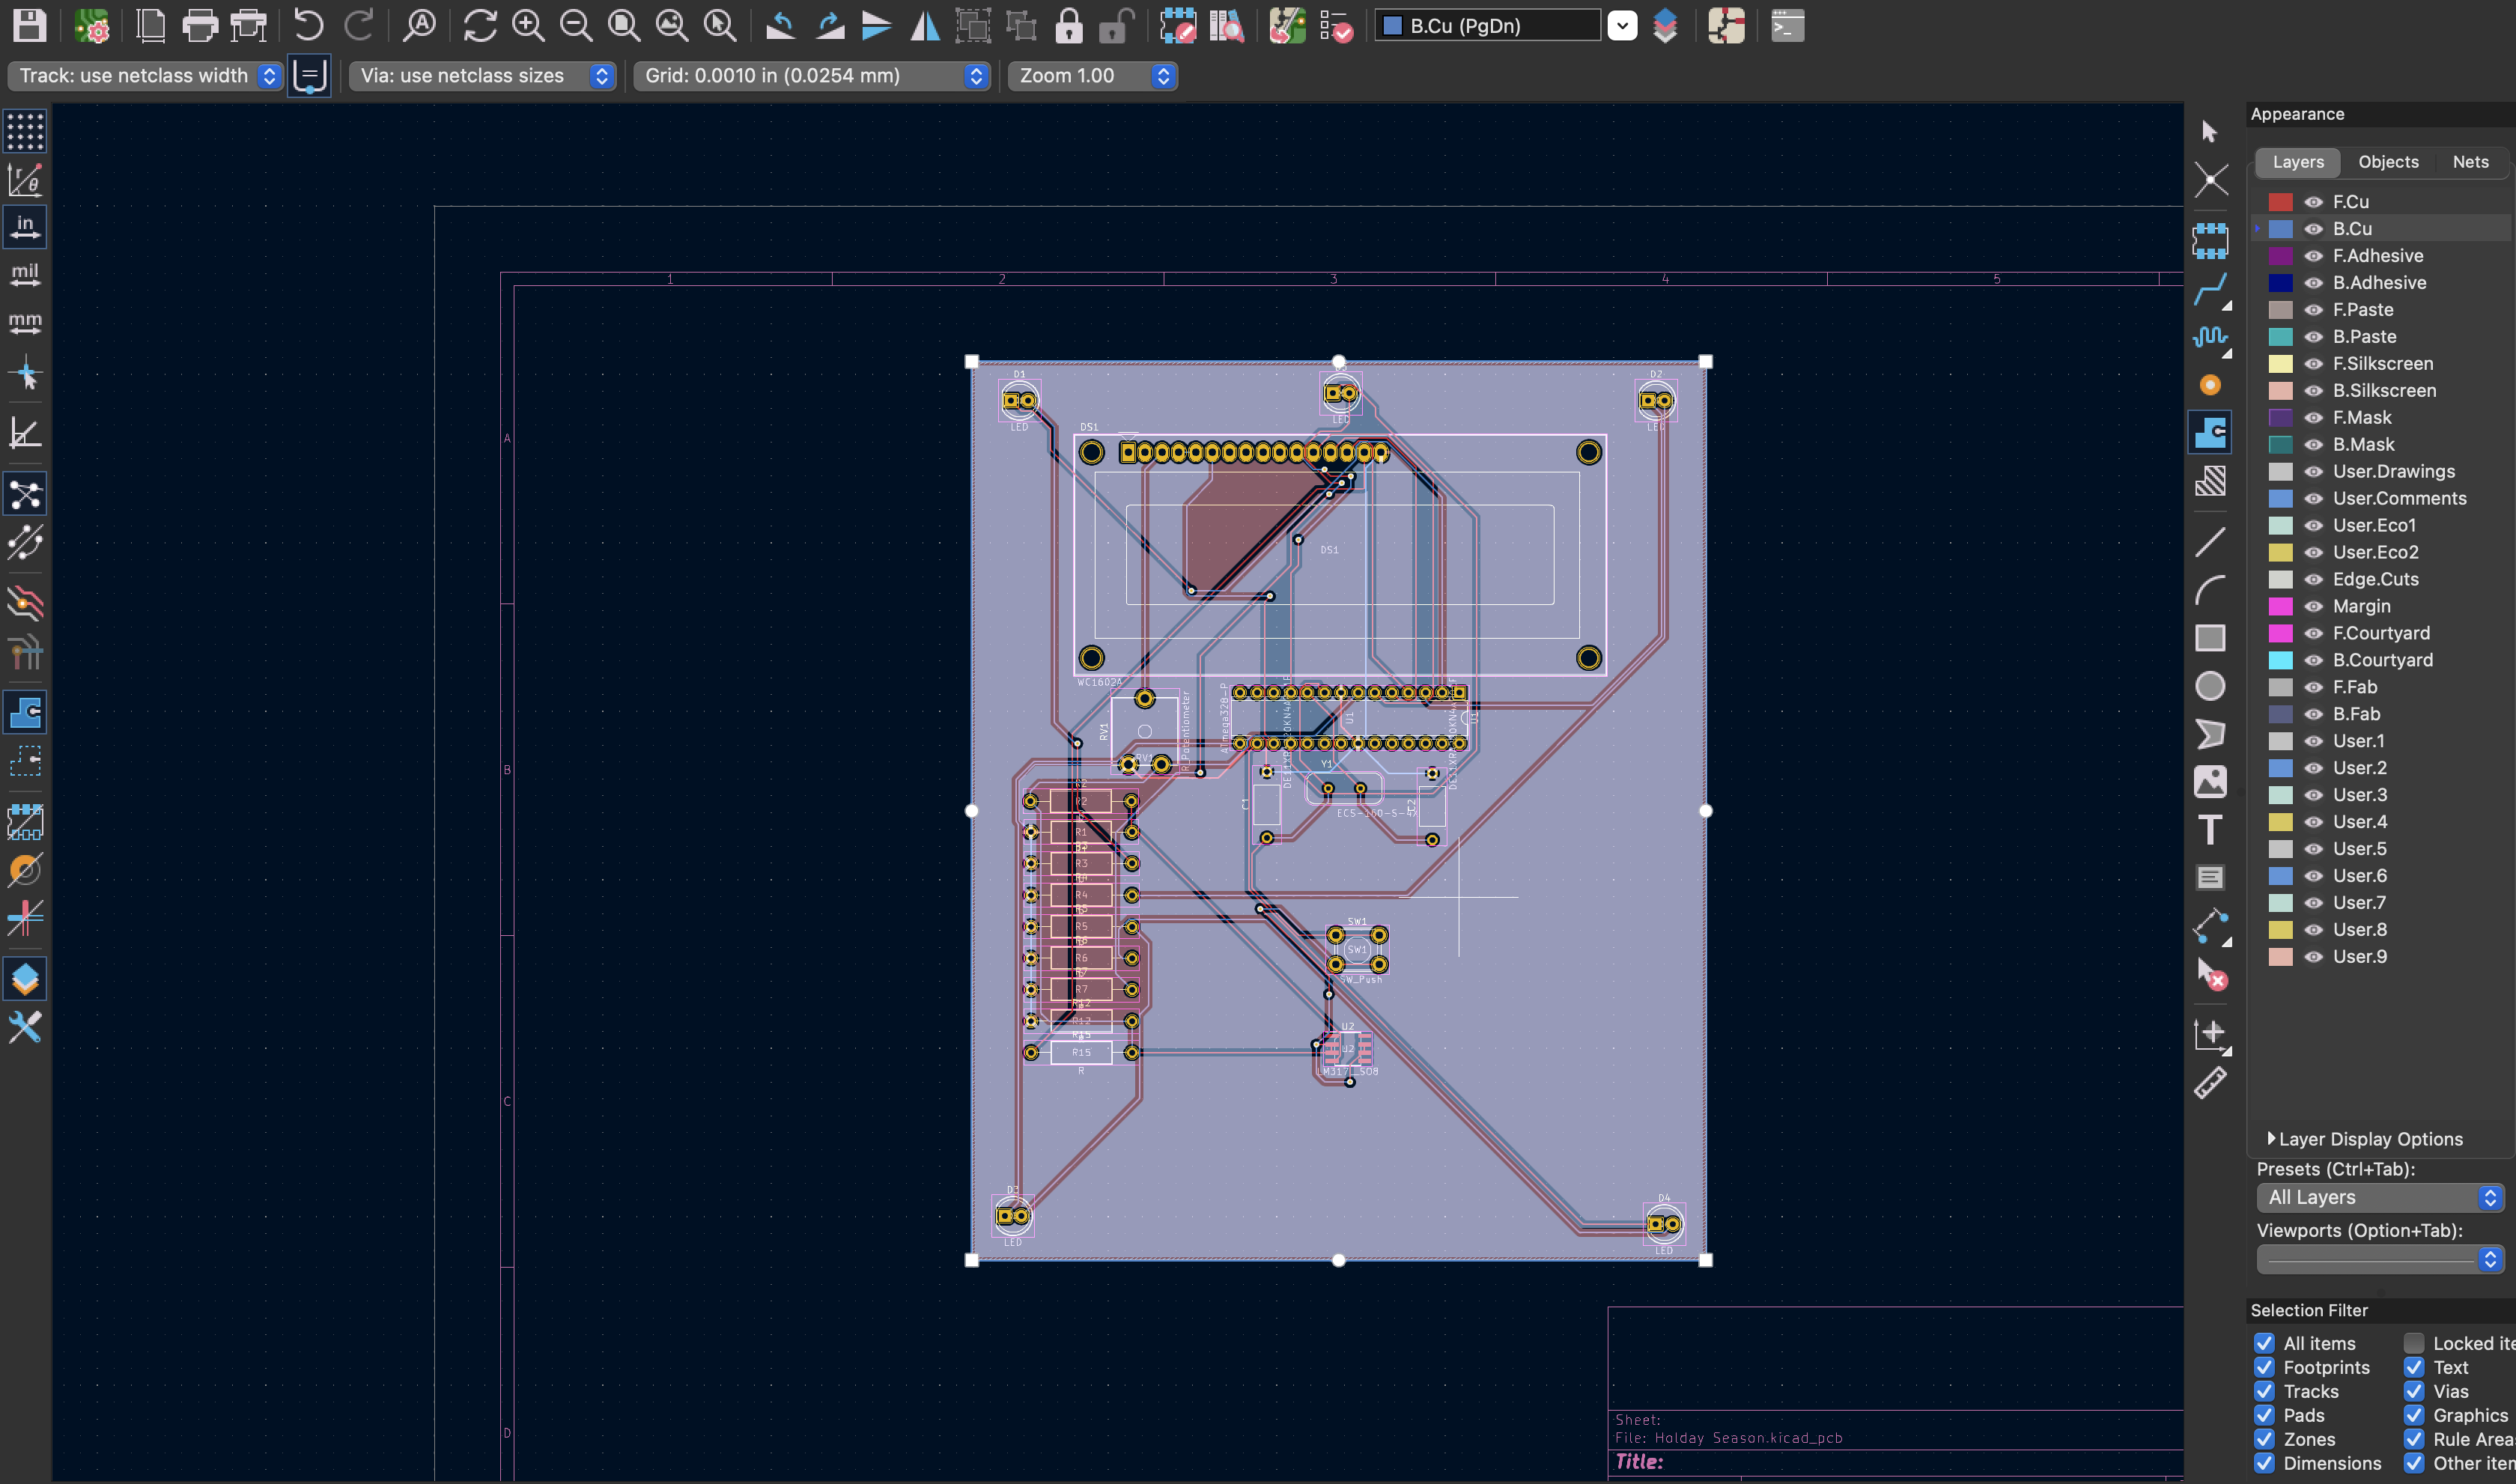 B.Cu (PgDn)
Track: use netclass width
Via: use netclass sizes
Grid: 0.0010 in (0.0254 mm)
Zoom 1.00
in
mil
mm
Appearance
Layers
Objects
Nets
F.Cu
B.Cu
F.Adhesive
B.Adhesive
F.Paste
B.Paste
F.Silkscreen
B.Silkscreen
F.Mask
B.Mask
User.Drawings
User.Comments
User.Eco1
User.Eco2
Edge.Cuts
Margin
F.Courtyard
B.Courtyard
F.Fab
B.Fab
User.1
User.2
User.3
User.4
User.5
User.6
User.7
User.8
User.9
Layer Display Options
Presets (Ctrl+Tab):
All Layers
Viewports (Option+Tab):
Selection Filter
All items
Locked ite
Footprints
Text
Tracks
Vias
Pads
Graphics
Zones
Rule Area
Dimensions
Other iten
1
2
3
4
5
A
B
C
D
D1
LED
LED
D2
DS1
DS1
WC1602A
RV1
RV1
R_Potentiometer
ATmega328-P
U1
U1
Y1
C1
ECS-160-S-4X
R2
R1
R3
R4
R5
R6
R7
R12
R15
R15
R
SW1
SW1
SW_Push
U2
U2
LM317_SO8
D3
LED
D4
LED
Sheet:
File: Holday Season.kicad_pcb
Title: